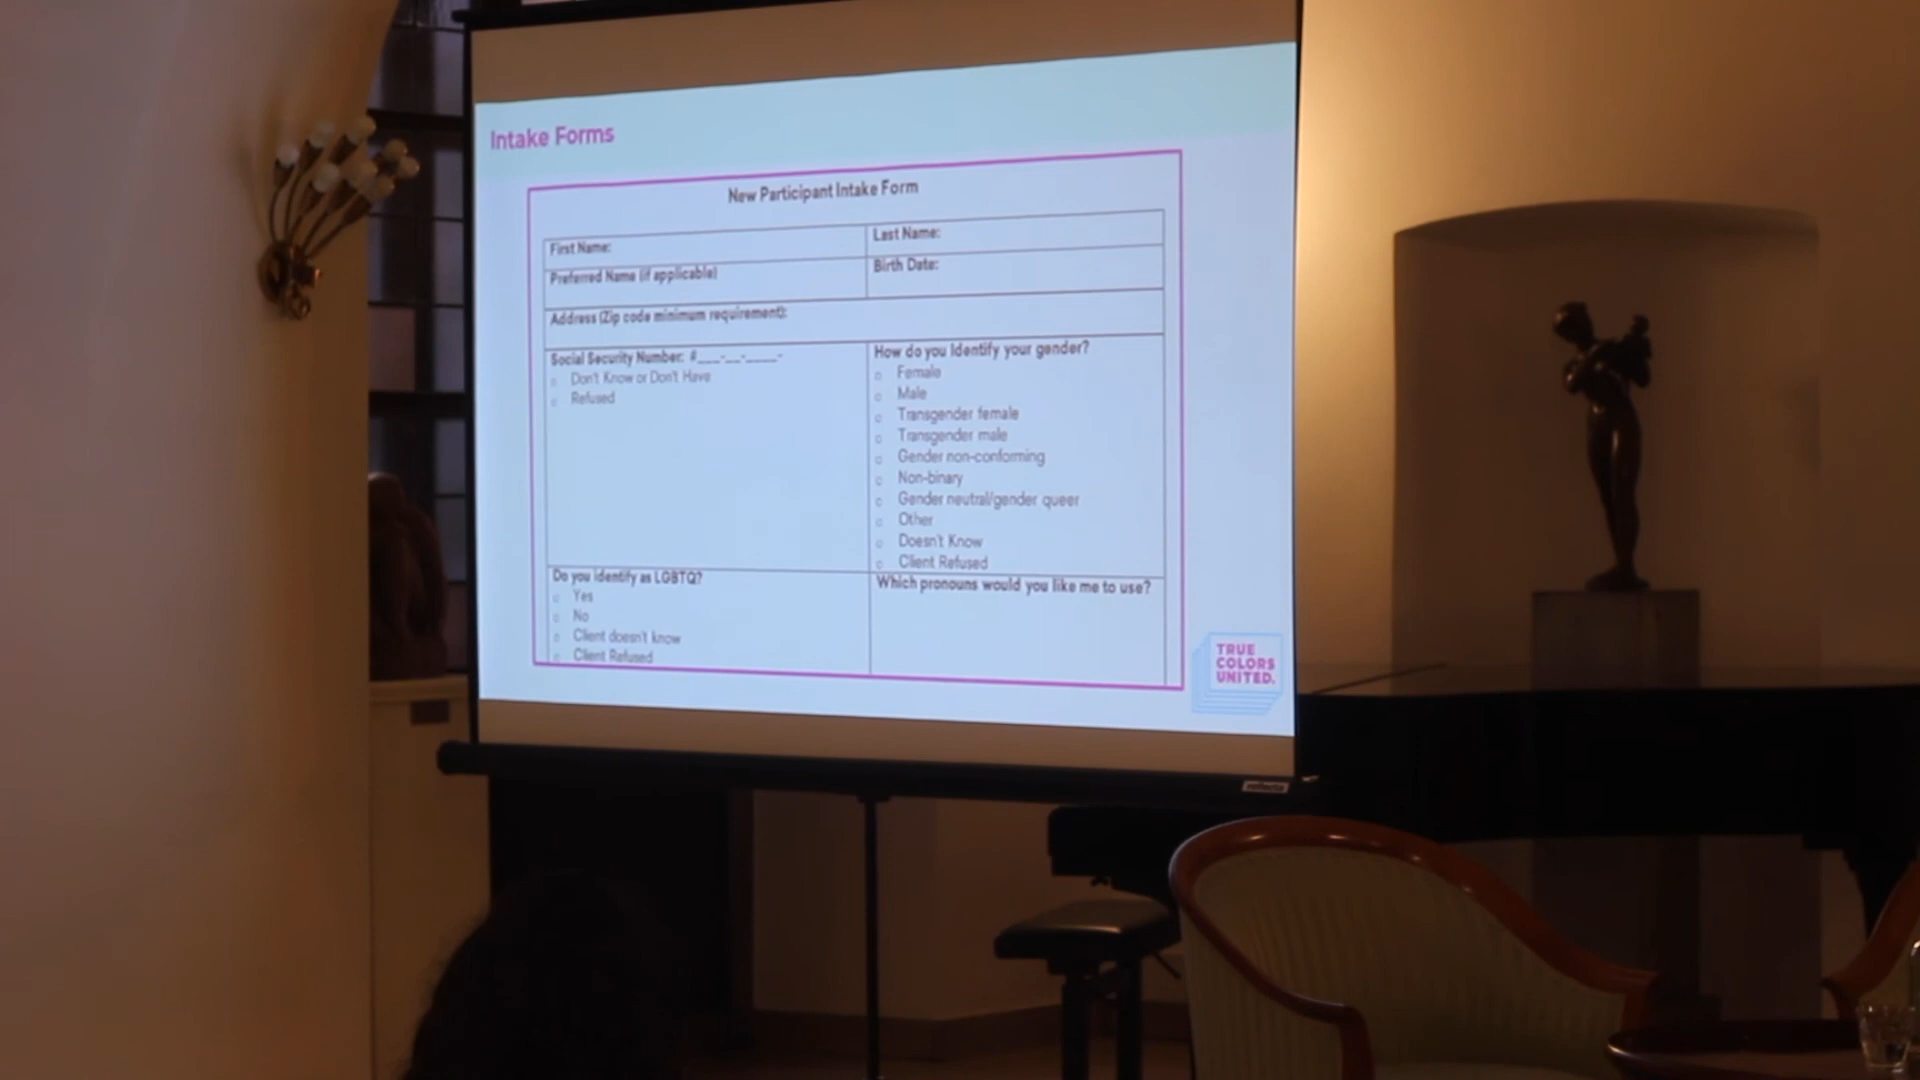 Intake Forms
New Participant Intake Form
First Name:
Last Name:
Preferred Name (if applicable)
Birth Date:
Address (Zip code minimum requirement):
Social Security Number: #___-__-____-
Don't Know or Don't Have
Refused
How do you Identify your gender?
Female
Male
Transgender female
Transgender male
Gender non-conforming
Non-binary
Gender neutral/gender queer
Other
Doesn't Know
Client Refused
Do you identify as LGBTQ?
Yes
No
Client doesn't know
Client Refused
Which pronouns would you like me to use?
TRUE
COLORS
UNITED.
reflecta